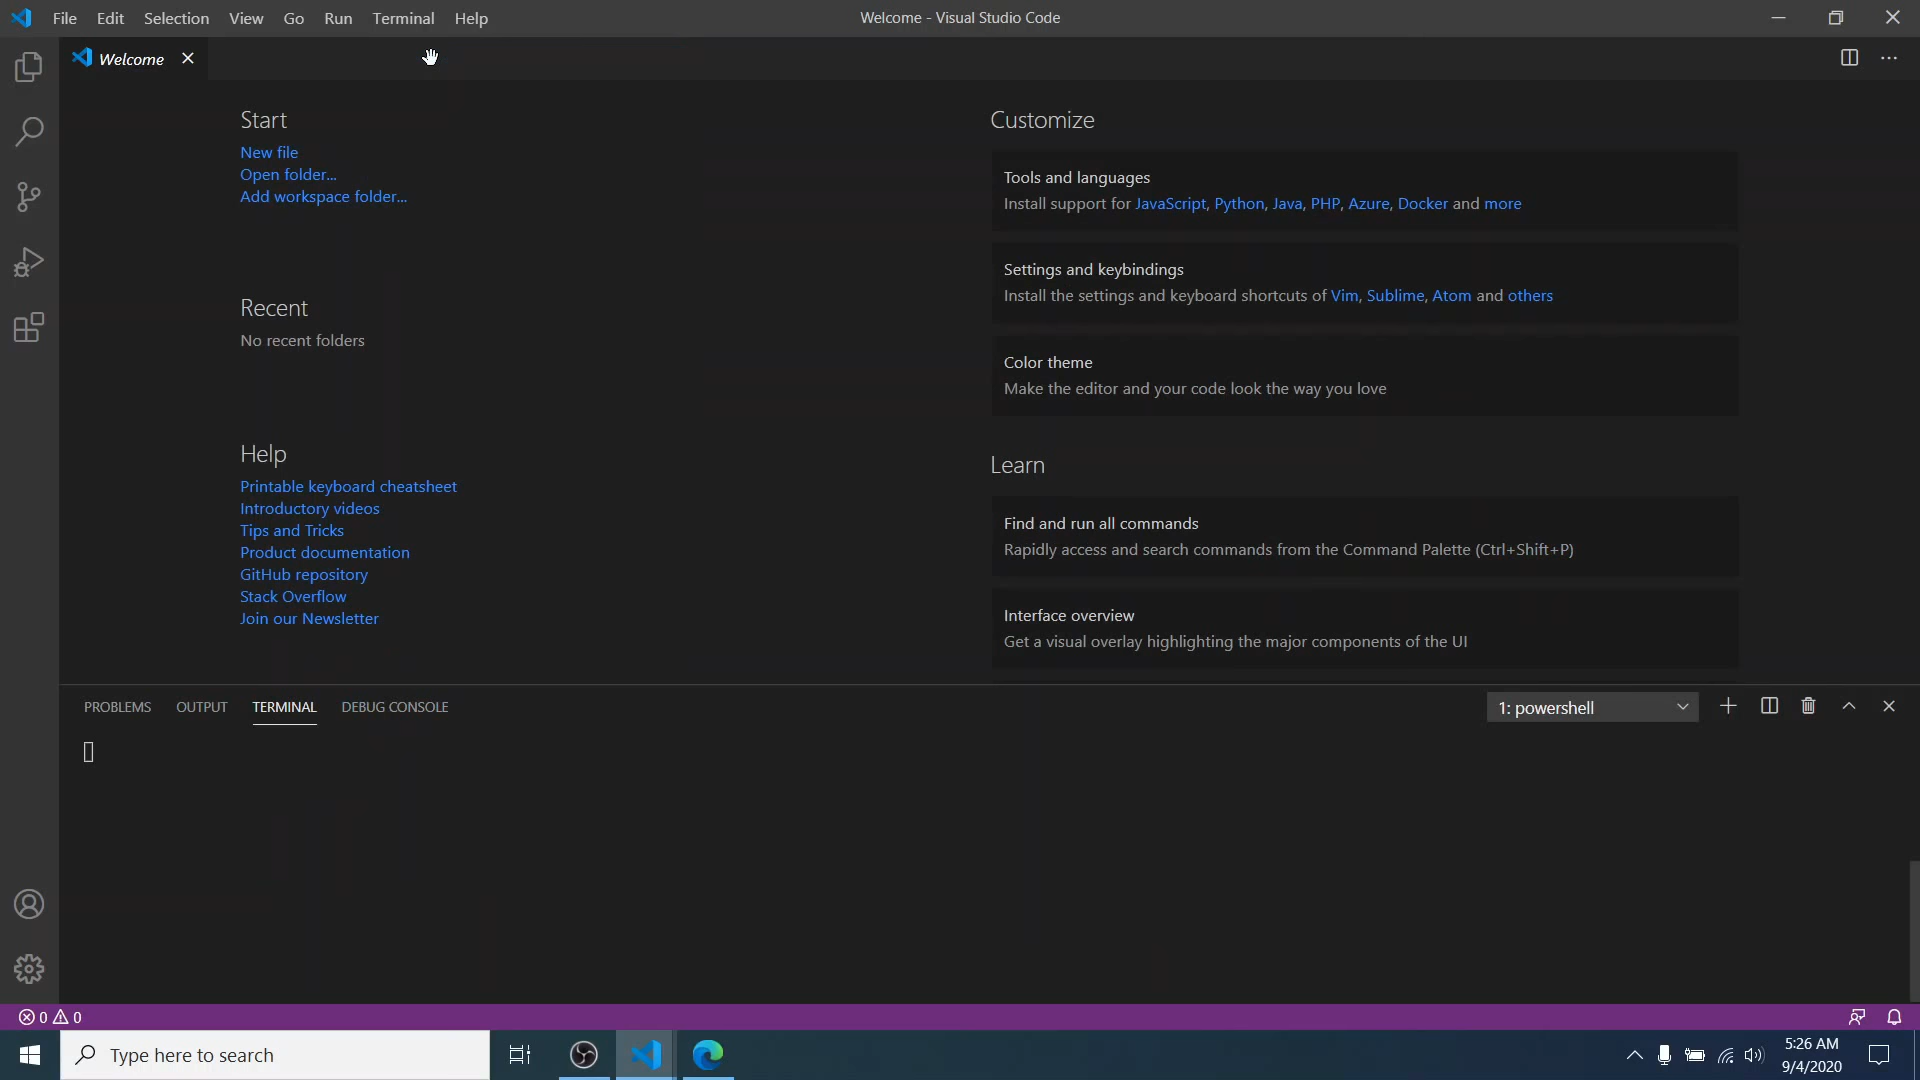 File Edit Selection View Go Run Terminal Help
Welcome - Visual Studio Code
Welcome
Start
New file
Open folder...
Add workspace folder...
Recent
No recent folders
Help
Printable keyboard cheatsheet
Introductory videos
Tips and Tricks
Product documentation
GitHub repository
Stack Overflow
Join our Newsletter
Customize
Tools and languages
Install support for JavaScript, Python, Java, PHP, Azure, Docker and more
Settings and keybindings
Install the settings and keyboard shortcuts of Vim, Sublime, Atom and others
Color theme
Make the editor and your code look the way you love
Learn
Find and run all commands
Rapidly access and search commands from the Command Palette (Ctrl+Shift+P)
Interface overview
Get a visual overlay highlighting the major components of the UI
PROBLEMS OUTPUT TERMINAL DEBUG CONSOLE
1: powershell
0 0
Type here to search
5:26 AM
9/4/2020